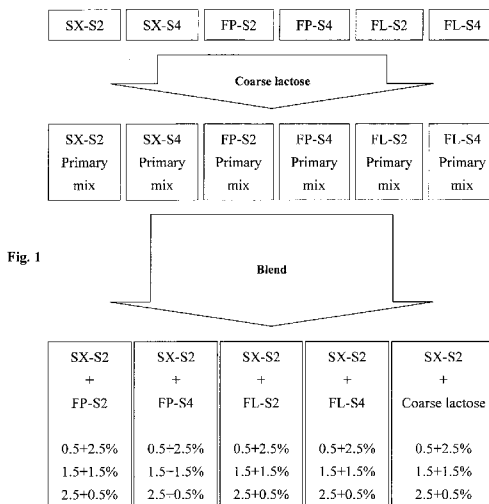 SX-S2 SX-S4 FP-S2 FP-S4 FL-S2 FL-S4
Coarse lactose
SX-S2 SX-S4 FP-S2 FP-S4 FL-S2 FL-S4
Primary Primary Primary Primary Primary Primary
mix mix mix mix mix mix
Fig. 1
Blend
SX-S2 SX-S2 SX-S2 SX-S2 SX-S2
+ + + + +
FP-S2 FP-S4 FL-S2 FL-S4 Coarse lactose
0.5+2.5% 0.5+2.5% 0.5+2.5% 0.5+2.5% 0.5+2.5%
1.5+1.5% 1.5+1.5% 1.5+1.5% 1.5+1.5% 1.5+1.5%
2.5+0.5% 2.5+0.5% 2.5+0.5% 2.5+0.5% 2.5+0.5%